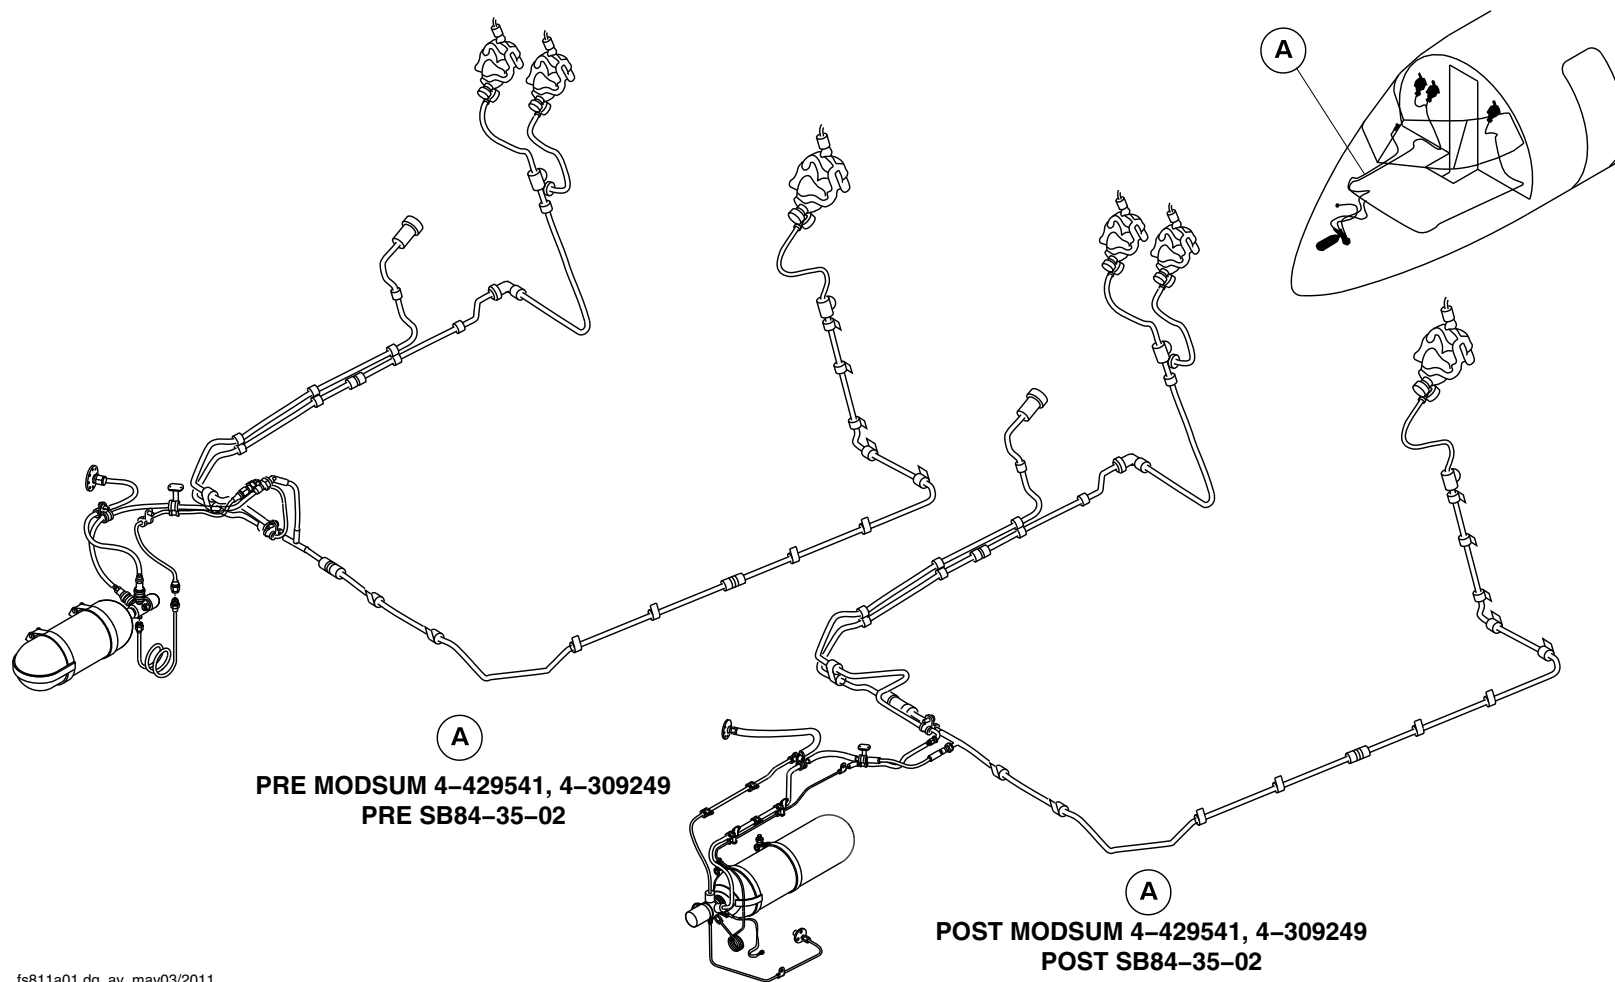 A
A
PRE MODSUM 4–429541, 4–309249
PRE SB84–35–02
A
POST MODSUM 4–429541, 4–309249
POST SB84–35–02
fs811a01.dg, av, may03/2011